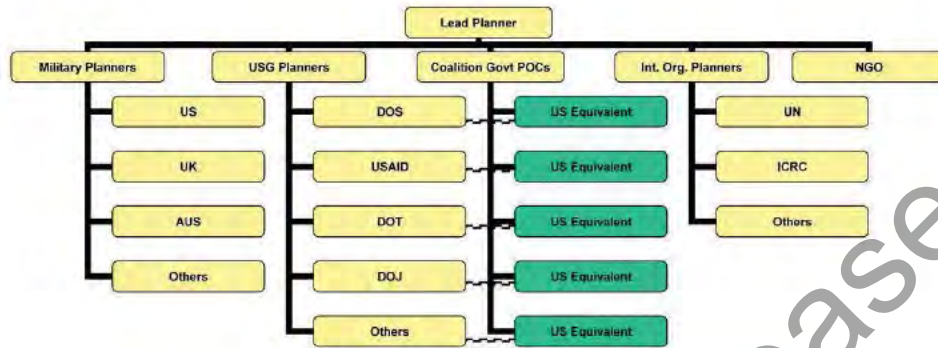 Lead Planner
Military Planners
USG Planners
Coalition Govt POCs
Int. Org. Planners
NGO
US
DOS
US Equivalent
UN
UK
USAID
US Equivalent
ICRC
AUS
DOT
US Equivalent
Others
Others
DOJ
US Equivalent
Others
US Equivalent
ase